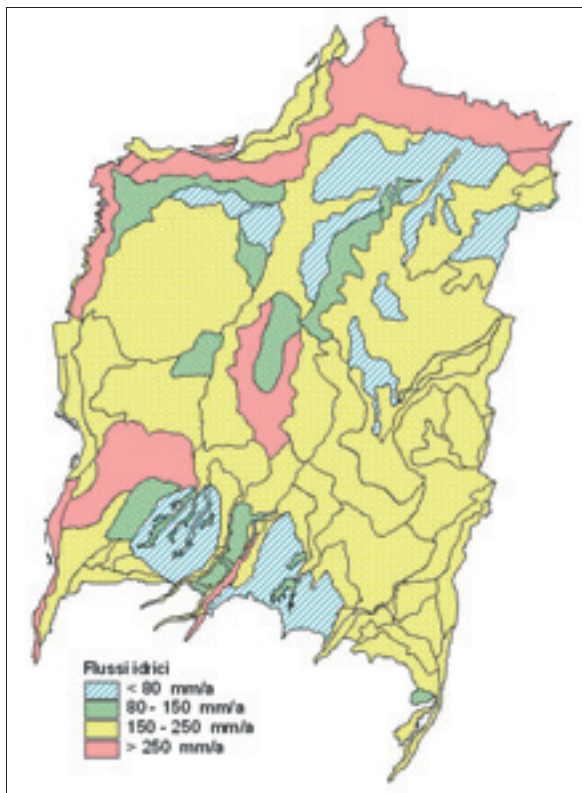 Flussi idrici
< 80 mm/a
80 - 150 mm/a
150 - 250 mm/a
> 250 mm/a